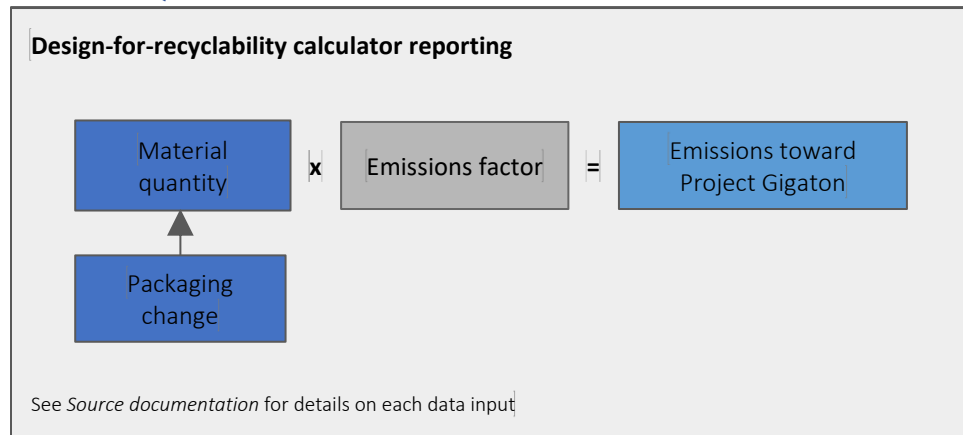 Design-for-recyclability calculator reporting
Material
quantity
x
Emissions factor
=
Emissions toward
Project Gigaton
Packaging
change
See Source documentation for details on each data input